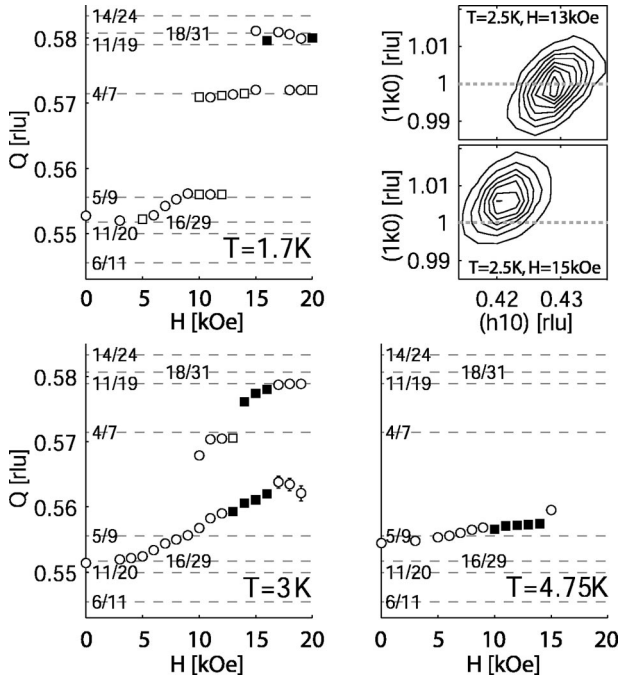 14/24
0.58
18/31
11/19
4/7
0.57
Q [rlu]
0.56
5/9
16/29
0.55
11/20
T=1.7K
6/11
0 5 10 15 20
H [kOe]
T=2.5K, H=13kOe
1.01
(1k0) [rlu]
1
0.99
1.01
(1k0) [rlu]
1
0.99
T=2.5K, H=15kOe
0.42 0.43
(h10) [rlu]
14/24
0.58
18/31
11/19
4/7
0.57
Q [rlu]
0.56
5/9
16/29
0.55
11/20
T=3K
6/11
0 5 10 15 20
H [kOe]
14/24
18/31
11/19
4/7
5/9
16/29
11/20
T=4.75K
6/11
0 5 10 15 20
H [kOe]